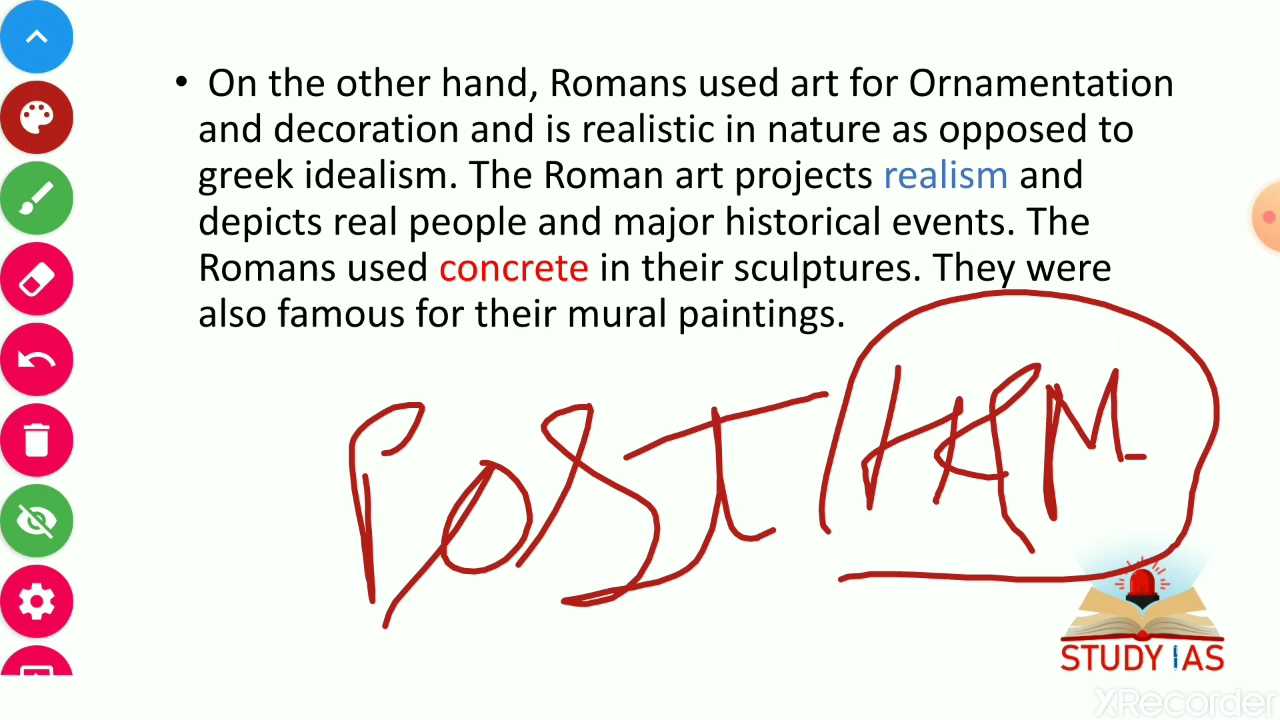 • On the other hand, Romans used art for Ornamentation
and decoration and is realistic in nature as opposed to
greek idealism. The Roman art projects realism and
depicts real people and major historical events. The
Romans used concrete in their sculptures. They were
also famous for their mural paintings.
POST
STUDY IAS
XRecorder